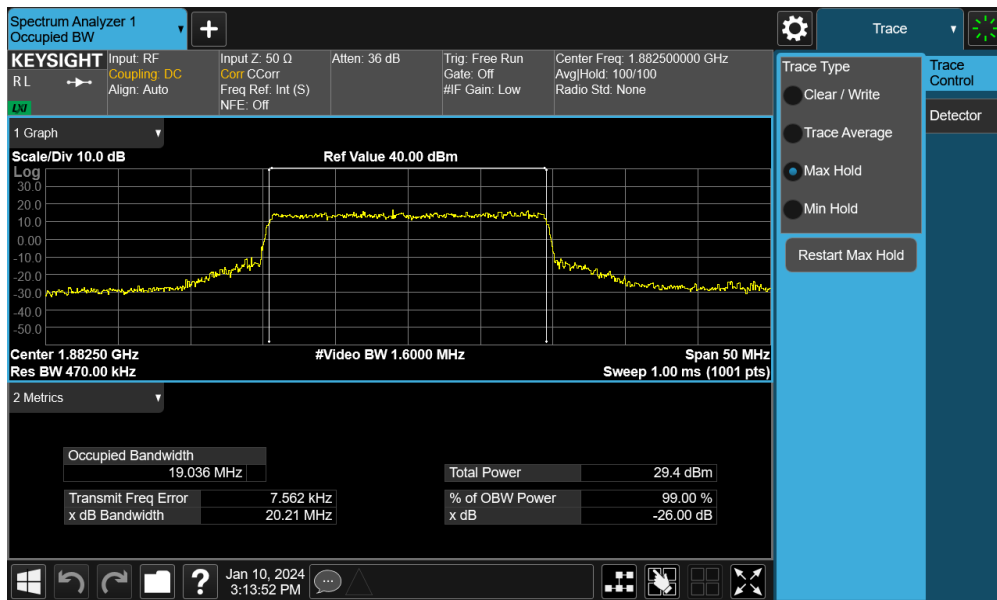 Spectrum Analyzer 1
Occupied BW
+
Trace
KEYSIGHT
R L
LXI
Input: RF
Coupling: DC
Align: Auto
Input Z: 50 Ω
Corr CCorr
Freq Ref: Int (S)
NFE: Off
Atten: 36 dB
Trig: Free Run
Gate: Off
#IF Gain: Low
Center Freq: 1.882500000 GHz
Avg|Hold: 100/100
Radio Std: None
1 Graph
Scale/Div 10.0 dB
Ref Value 40.00 dBm
Log
30.0
20.0
10.0
0.00
-10.0
-20.0
-30.0
-40.0
-50.0
Center 1.88250 GHz
#Video BW 1.6000 MHz
Span 50 MHz
Res BW 470.00 kHz
Sweep 1.00 ms (1001 pts)
2 Metrics
Occupied Bandwidth
19.036 MHz
Total Power 29.4 dBm
Transmit Freq Error 7.562 kHz
% of OBW Power 99.00 %
x dB Bandwidth 20.21 MHz
x dB -26.00 dB
Trace Type
Clear / Write
Trace Average
Max Hold
Min Hold
Restart Max Hold
Trace
Control
Detector
?
Jan 10, 2024
3:13:52 PM